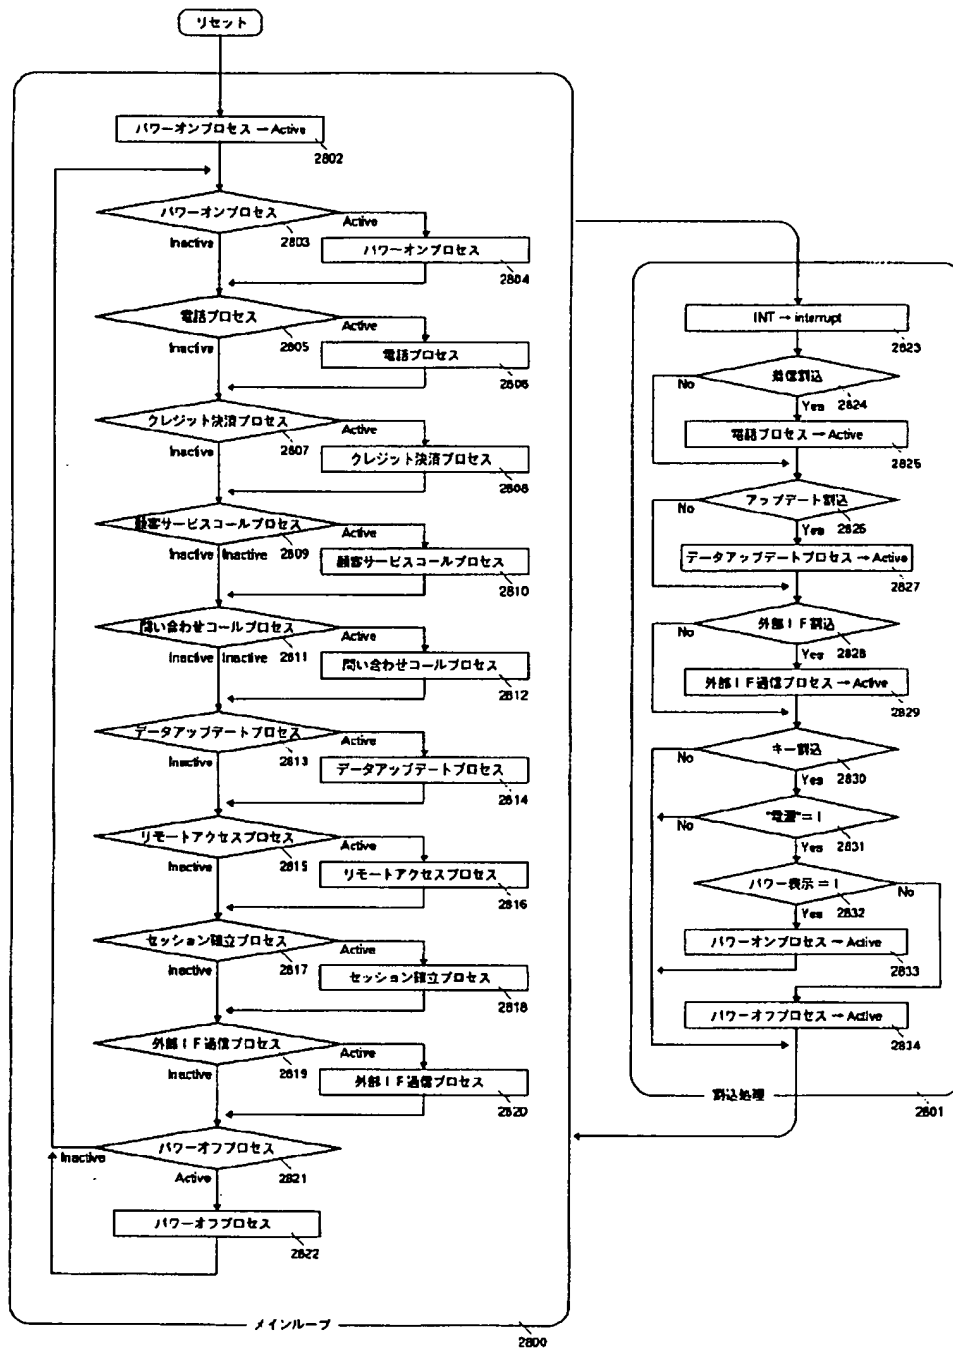 リセット
パワーオンプロセス→Active
2802
パワーオンプロセス
Active
Inactive
2803
パワーオンプロセス
2804
電話プロセス
Active
Inactive
2805
電話プロセス
2806
クレジット決済プロセス
Active
Inactive
2807
クレジット決済プロセス
2808
顧客サービスコールプロセス
Active
Inactive Inactive
2809
顧客サービスコールプロセス
2810
問い合わせコールプロセス
Active
Inactive Inactive
2811
問い合わせコールプロセス
2812
データアップデートプロセス
Active
Inactive
2813
データアップデートプロセス
2814
リモートアクセスプロセス
Active
Inactive
2815
リモートアクセスプロセス
2816
セッション確立プロセス
Active
Inactive
2817
セッション確立プロセス
2818
外部IF通信プロセス
Active
Inactive
2819
外部IF通信プロセス
2820
パワーオフプロセス
Inactive
2821
Active
パワーオフプロセス
2822
メインループ
2800
INT→interrupt
2823
着信割込
No
Yes
2824
電話プロセス→Active
2825
アップデート割込
No
Yes
2826
データアップデートプロセス→Active
2827
外部IF割込
No
Yes
2828
外部IF通信プロセス→Active
2829
キー割込
No
Yes
2830
"電源"=1
No
Yes
2831
パワー表示=1
No
Yes
2832
パワーオンプロセス→Active
2833
パワーオフプロセス→Active
2834
割込処理
2801